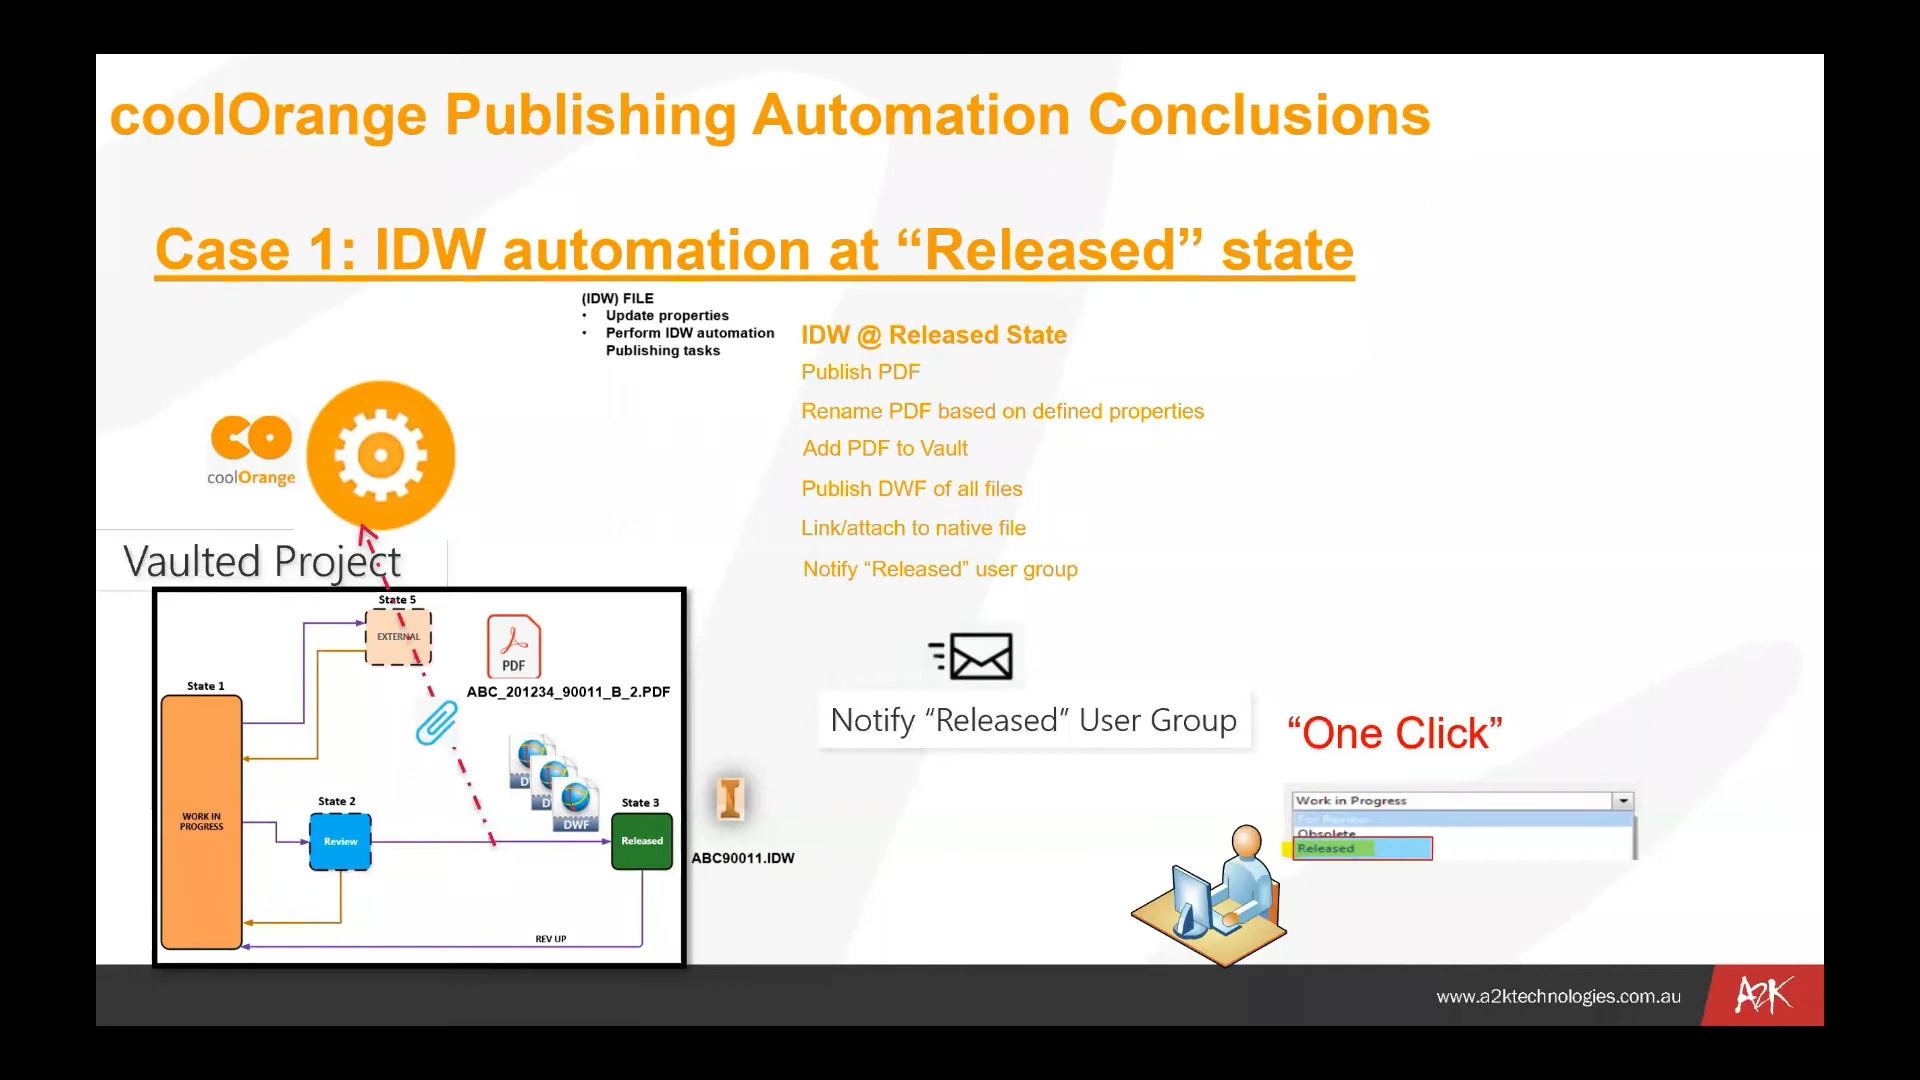 coolOrange Publishing Automation Conclusions
Case 1: IDW automation at “Released” state
(IDW) FILE
• Update properties
• Perform IDW automation
Publishing tasks
IDW @ Released State
Publish PDF
Rename PDF based on defined properties
Add PDF to Vault
Publish DWF of all files
Link/attach to native file
Notify “Released” user group
CO
coolOrange
Vaulted Project
State 5
EXTERNAL
PDF
ABC_201234_90011_B_2.PDF
State 1
WORK IN
PROGRESS
State 2
Review
D
D
DWF
State 3
Released
REV UP
ABC90011.IDW
Notify “Released” User Group
“One Click”
Work in Progress
For Review
Obsolete
Released
www.a2ktechnologies.com.au
A2K